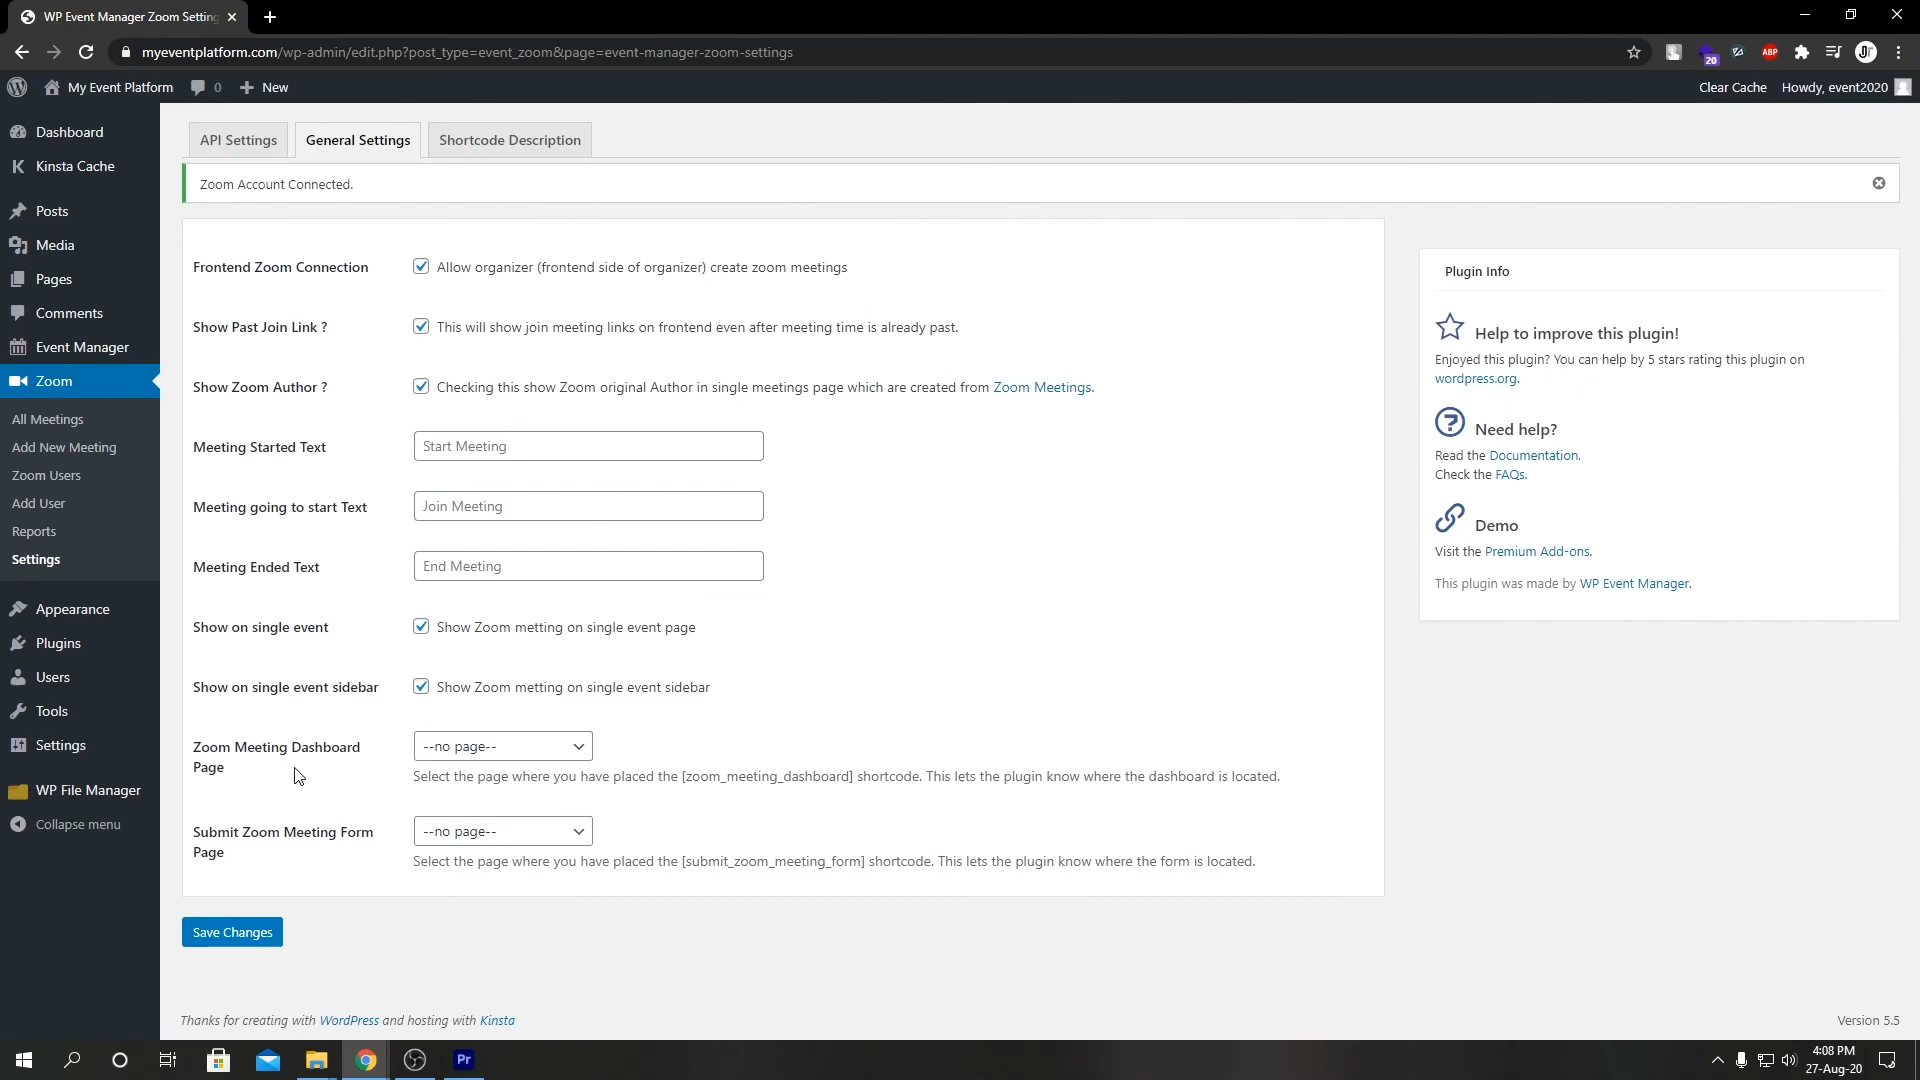 WP Event Manager Zoom Setting
myeventplatform.com/wp-admin/edit.php?post_type=event_zoom&page=event-manager-zoom-settings
20
ABP
My Event Platform
0
New
Clear Cache
Howdy, event2020
Dashboard
Kinsta Cache
Posts
Media
Pages
Comments
Event Manager
Zoom
All Meetings
Add New Meeting
Zoom Users
Add User
Reports
Settings
Appearance
Plugins
Users
Tools
Settings
WP File Manager
Collapse menu
API Settings
General Settings
Shortcode Description
Zoom Account Connected.
Frontend Zoom Connection
Allow organizer (frontend side of organizer) create zoom meetings
Show Past Join Link ?
This will show join meeting links on frontend even after meeting time is already past.
Show Zoom Author ?
Checking this show Zoom original Author in single meetings page which are created from Zoom Meetings.
Meeting Started Text
Start Meeting
Meeting going to start Text
Join Meeting
Meeting Ended Text
End Meeting
Show on single event
Show Zoom metting on single event page
Show on single event sidebar
Show Zoom metting on single event sidebar
Zoom Meeting Dashboard
Page
--no page--
Select the page where you have placed the [zoom_meeting_dashboard] shortcode. This lets the plugin know where the dashboard is located.
Submit Zoom Meeting Form
Page
--no page--
Select the page where you have placed the [submit_zoom_meeting_form] shortcode. This lets the plugin know where the form is located.
Save Changes
Plugin Info
Help to improve this plugin!
Enjoyed this plugin? You can help by 5 stars rating this plugin on
wordpress.org.
Need help?
Read the Documentation.
Check the FAQs.
Demo
Visit the Premium Add-ons.
This plugin was made by WP Event Manager.
Thanks for creating with WordPress and hosting with Kinsta
Version 5.5
Pr
4:08 PM
27-Aug-20